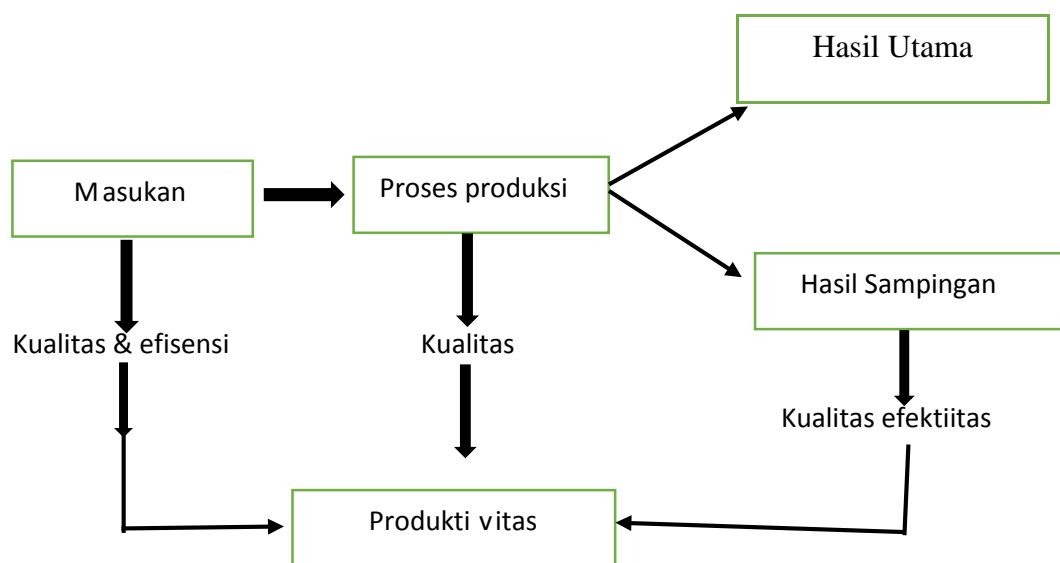 Hasil Utama
Masukan
Proses produksi
Hasil Sampingan
Kualitas & efisensi
Kualitas
Kualitas efektiitas
Produkti vitas